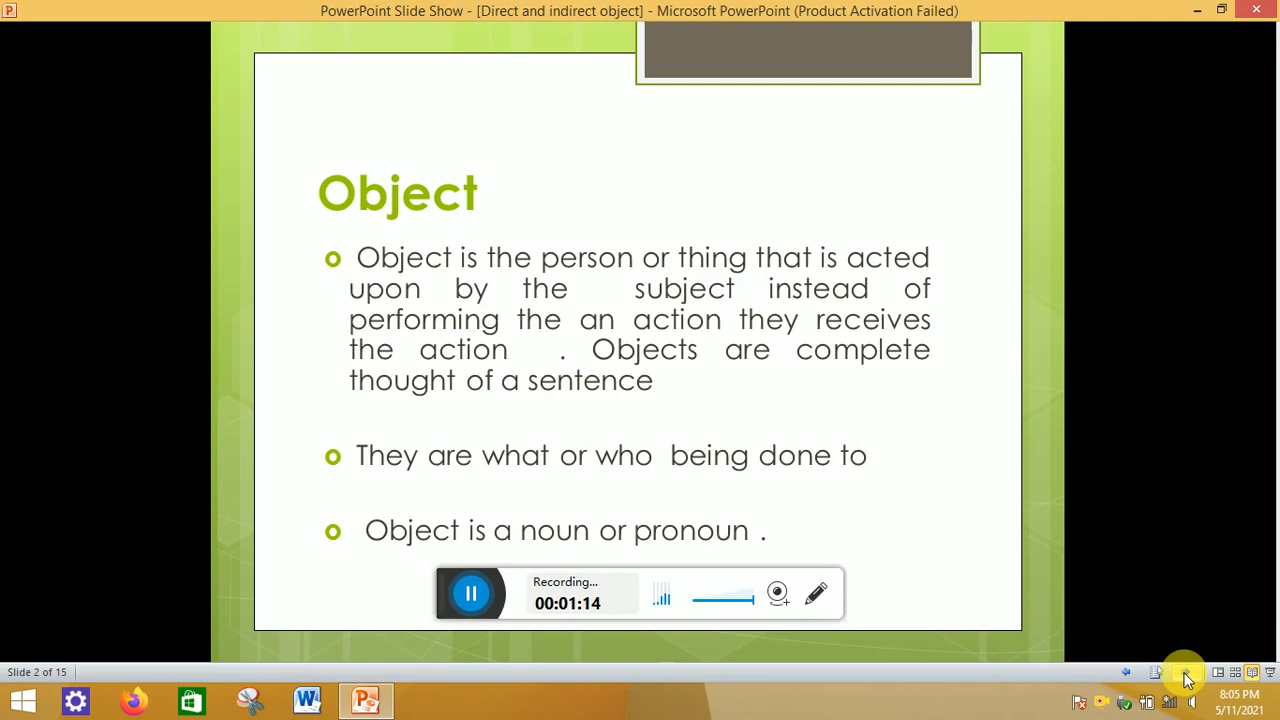 PowerPoint Slide Show - [Direct and indirect object] - Microsoft PowerPoint (Product Activation Failed)
Object
Object is the person or thing that is acted
upon by the subject instead of
performing the an action they receives
the action . Objects are complete
thought of a sentence
They are what or who being done to
Object is a noun or pronoun .
Recording...
00:01:14
Slide 2 of 15
8:05 PM
5/11/2021